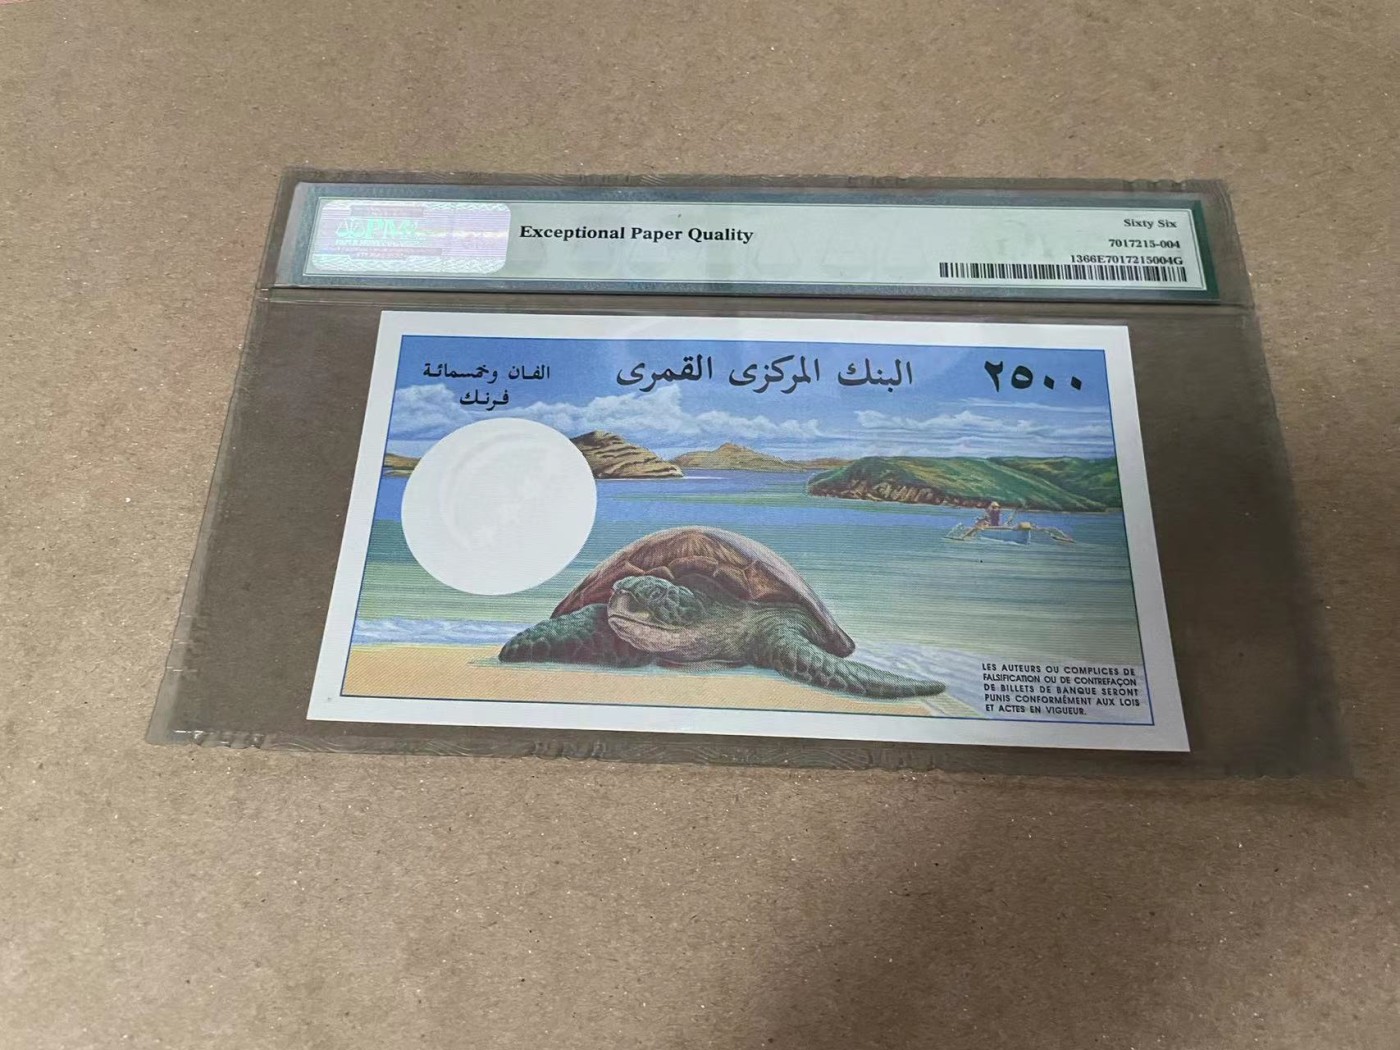 PMG
Exceptional Paper Quality
Sixty Six
7017215-004
1366E7017215004G
الفان وخمسمائة
فرنك
البنك المركزى القمرى
٢٥٠٠
LES AUTEURS OU COMPLICES DE
FALSIFICATION OU DE CONTREFAÇON
DE BILLETS DE BANQUE SERONT
PUNIS CONFORMÉMENT AUX LOIS
ET ACTES EN VIGUEUR.